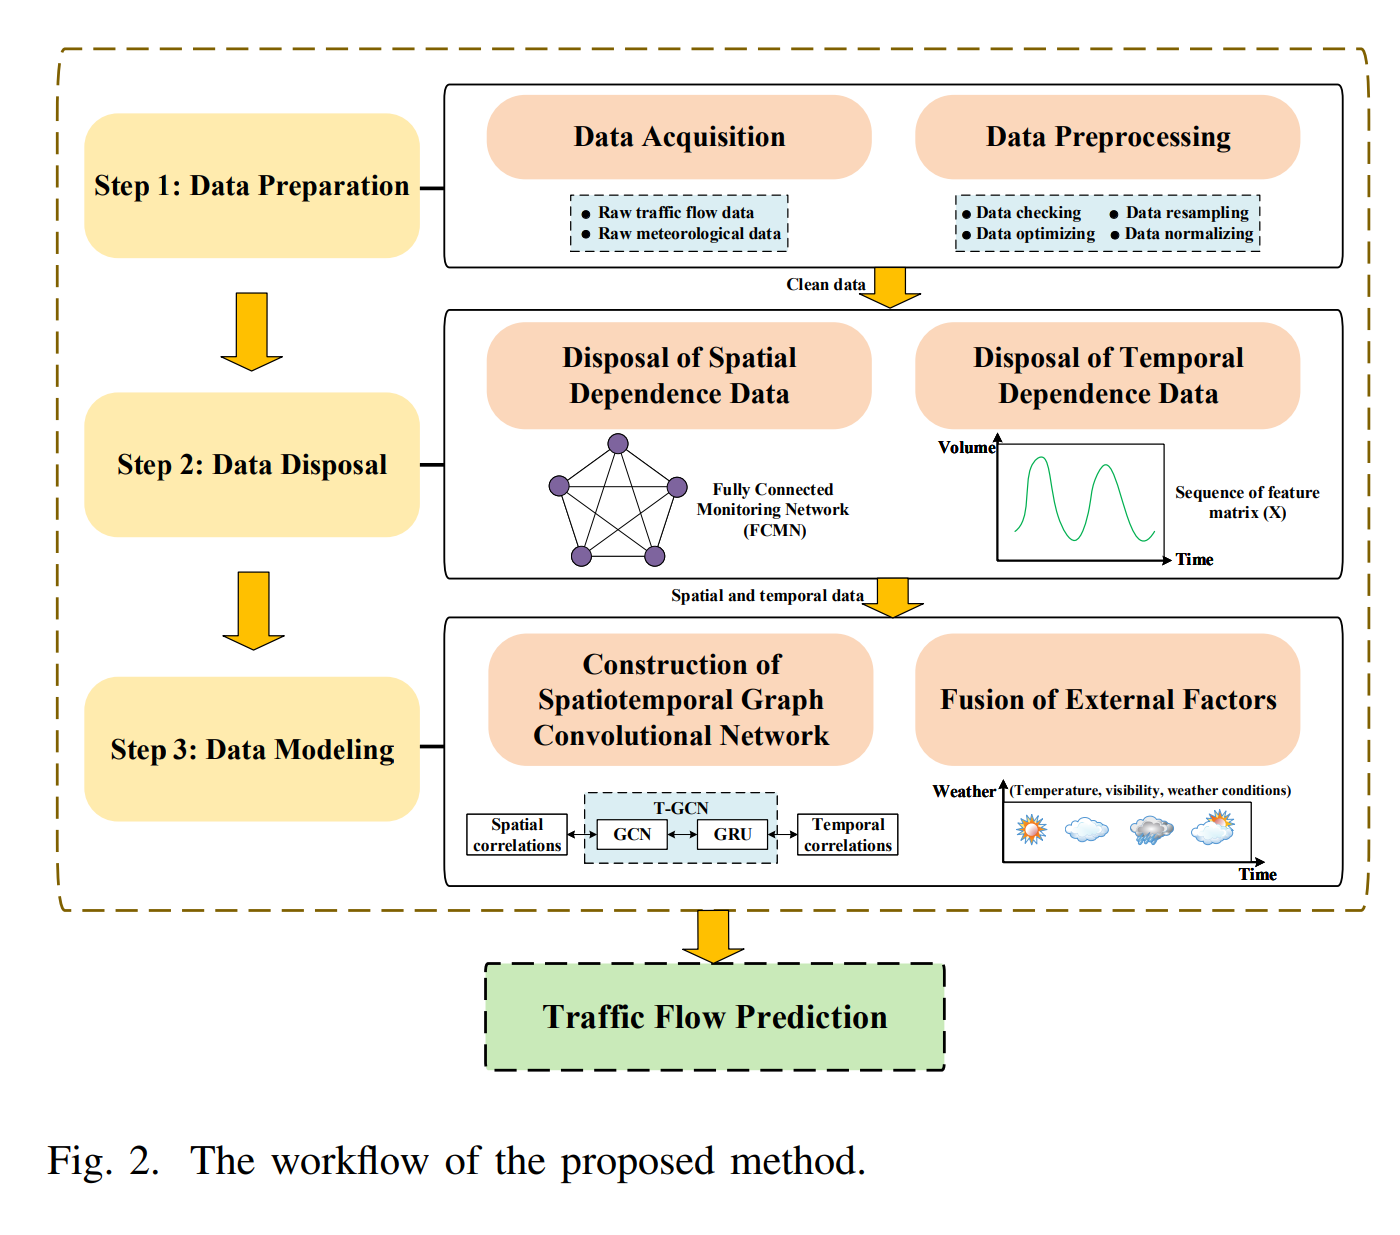 Step 1: Data Preparation
Data Acquisition
Data Preprocessing
● Raw traffic flow data
● Raw meteorological data
● Data checking ● Data resampling
● Data optimizing ● Data normalizing
Clean data
Step 2: Data Disposal
Disposal of Spatial
Dependence Data
Disposal of Temporal
Dependence Data
Fully Connected
Monitoring Network
(FCMN)
Volume
Time
Sequence of feature
matrix (X)
Spatial and temporal data
Step 3: Data Modeling
Construction of
Spatiotemporal Graph
Convolutional Network
Fusion of External Factors
Spatial
correlations
T-GCN
GCN
GRU
Temporal
correlations
Weather
(Temperature, visibility, weather conditions)
Time
Traffic Flow Prediction
Fig. 2. The workflow of the proposed method.